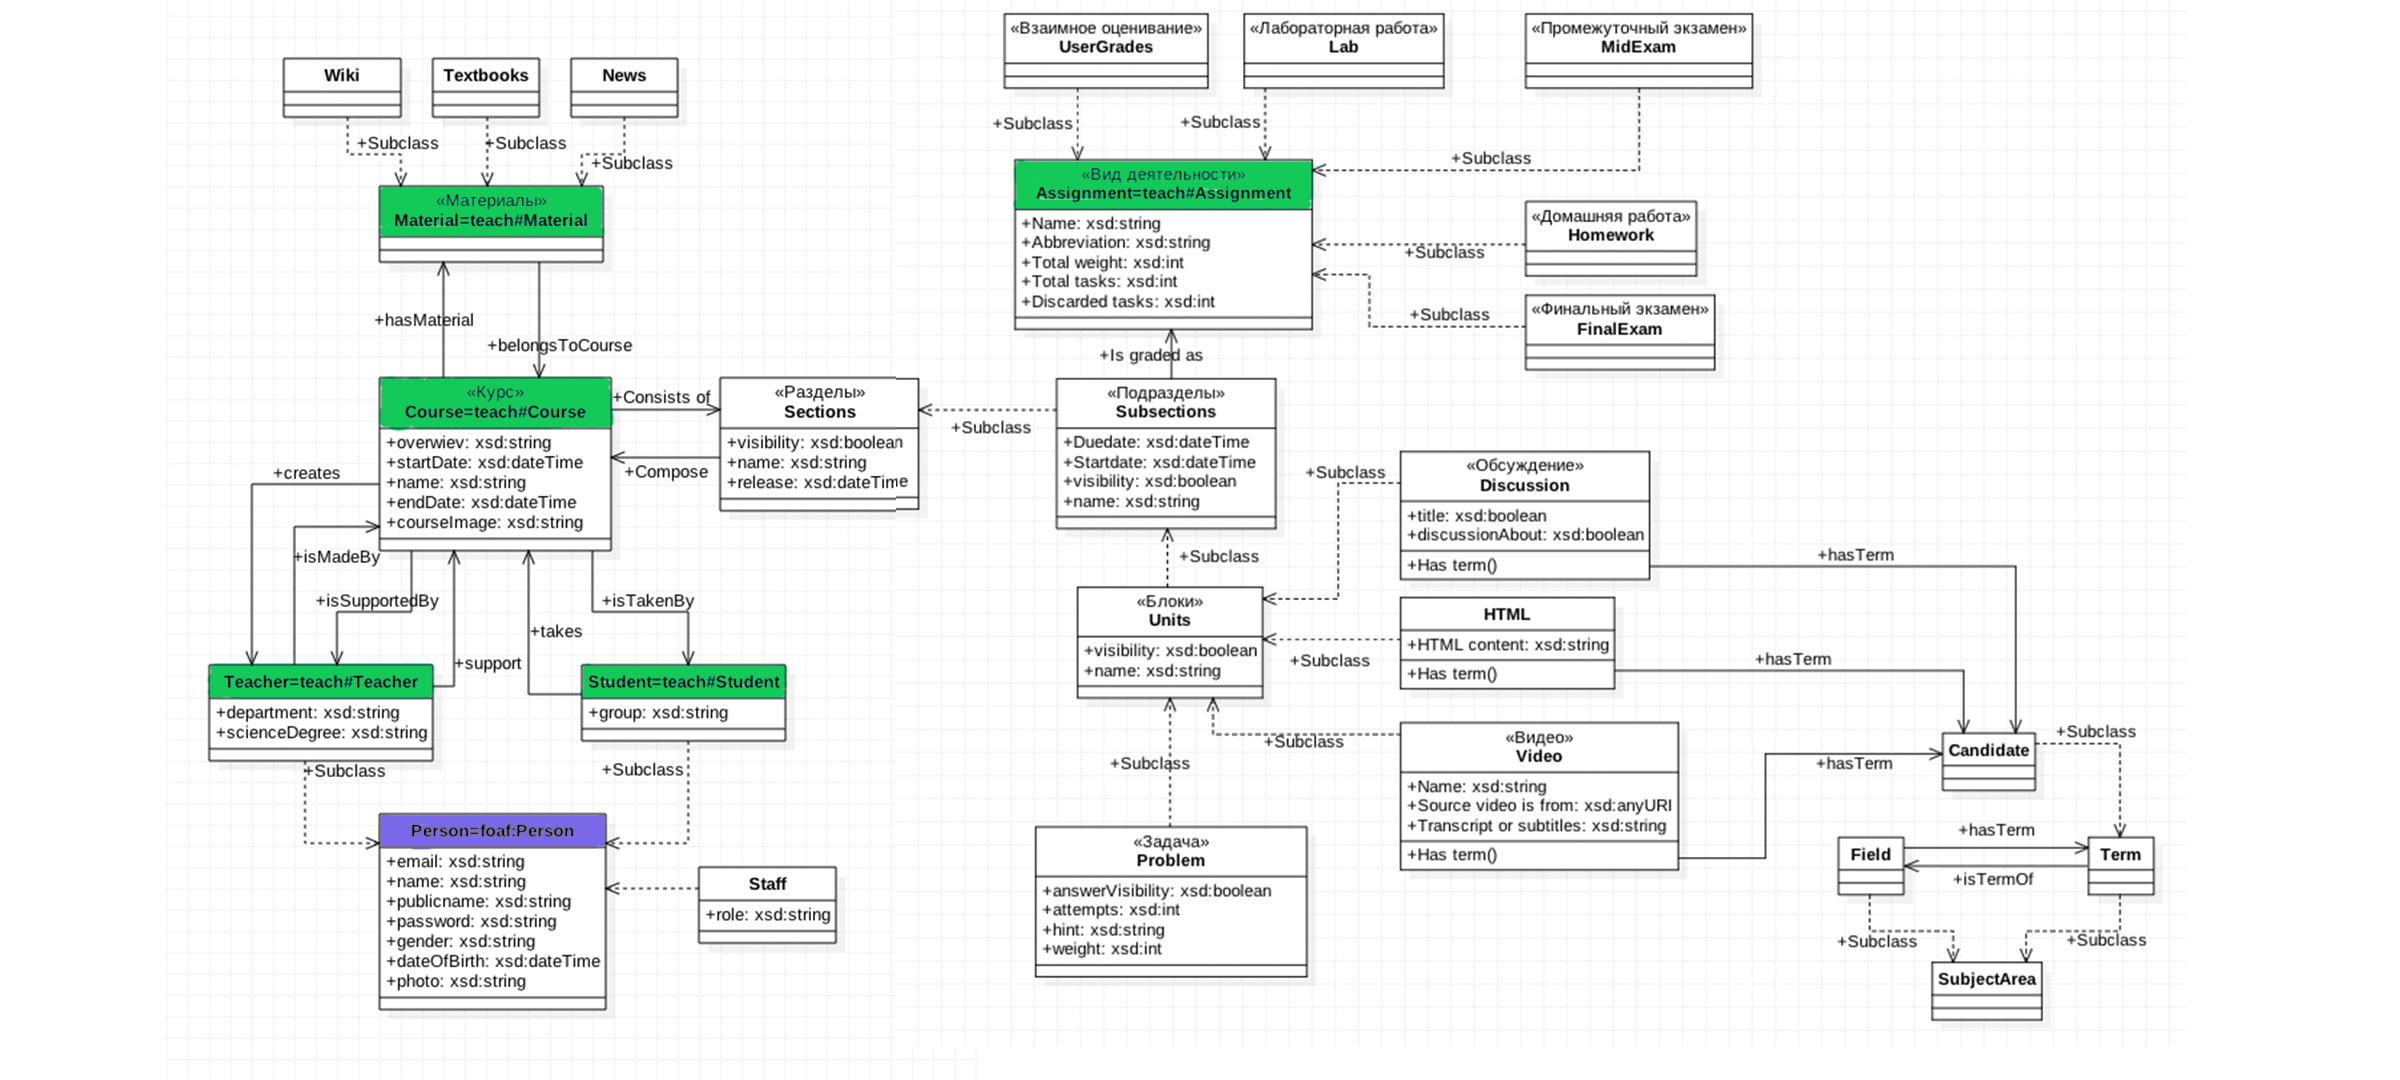 Wiki
Textbooks
News
+Subclass
+Subclass
+Subclass
«Материалы»
Material=teach#Material
+hasMaterial
+belongsToCourse
«Курс»
Course=teach#Course
+overwiev: xsd:string
+startDate: xsd:dateTime
+name: xsd:string
+endDate: xsd:dateTime
+courseImage: xsd:string
+Consists of
+Compose
«Разделы»
Sections
+visibility: xsd:boolean
+name: xsd:string
+release: xsd:dateTime
+creates
+isMadeBy
+isSupportedBy
+support
+takes
+isTakenBy
Teacher=teach#Teacher
+department: xsd:string
+scienceDegree: xsd:string
Student=teach#Student
+group: xsd:string
+Subclass
+Subclass
Person=foaf:Person
+email: xsd:string
+name: xsd:string
+publicname: xsd:string
+password: xsd:string
+gender: xsd:string
+dateOfBirth: xsd:dateTime
+photo: xsd:string
Staff
+role: xsd:string
«Взаимное оценивание»
UserGrades
«Лабораторная работа»
Lab
«Промежуточный экзамен»
MidExam
+Subclass
+Subclass
+Subclass
«Вид деятельности»
Assignment=teach#Assignment
+Name: xsd:string
+Abbreviation: xsd:string
+Total weight: xsd:int
+Total tasks: xsd:int
+Discarded tasks: xsd:int
«Домашняя работа»
Homework
+Subclass
«Финальный экзамен»
FinalExam
+Subclass
+Is graded as
«Подразделы»
Subsections
+Duedate: xsd:dateTime
+Startdate: xsd:dateTime
+visibility: xsd:boolean
+name: xsd:string
+Subclass
+Subclass
«Блоки»
Units
+visibility: xsd:boolean
+name: xsd:string
+Subclass
«Обсуждение»
Discussion
+title: xsd:boolean
+discussionAbout: xsd:boolean
+Has term()
+hasTerm
HTML
+HTML content: xsd:string
+Has term()
+Subclass
+hasTerm
«Видео»
Video
+Name: xsd:string
+Source video is from: xsd:anyURI
+Transcript or subtitles: xsd:string
+Has term()
+Subclass
+hasTerm
+Subclass
«Задача»
Problem
+answerVisibility: xsd:boolean
+attempts: xsd:int
+hint: xsd:string
+weight: xsd:int
Candidate
+Subclass
Field
+hasTerm
+isTermOf
Term
+Subclass
+Subclass
SubjectArea